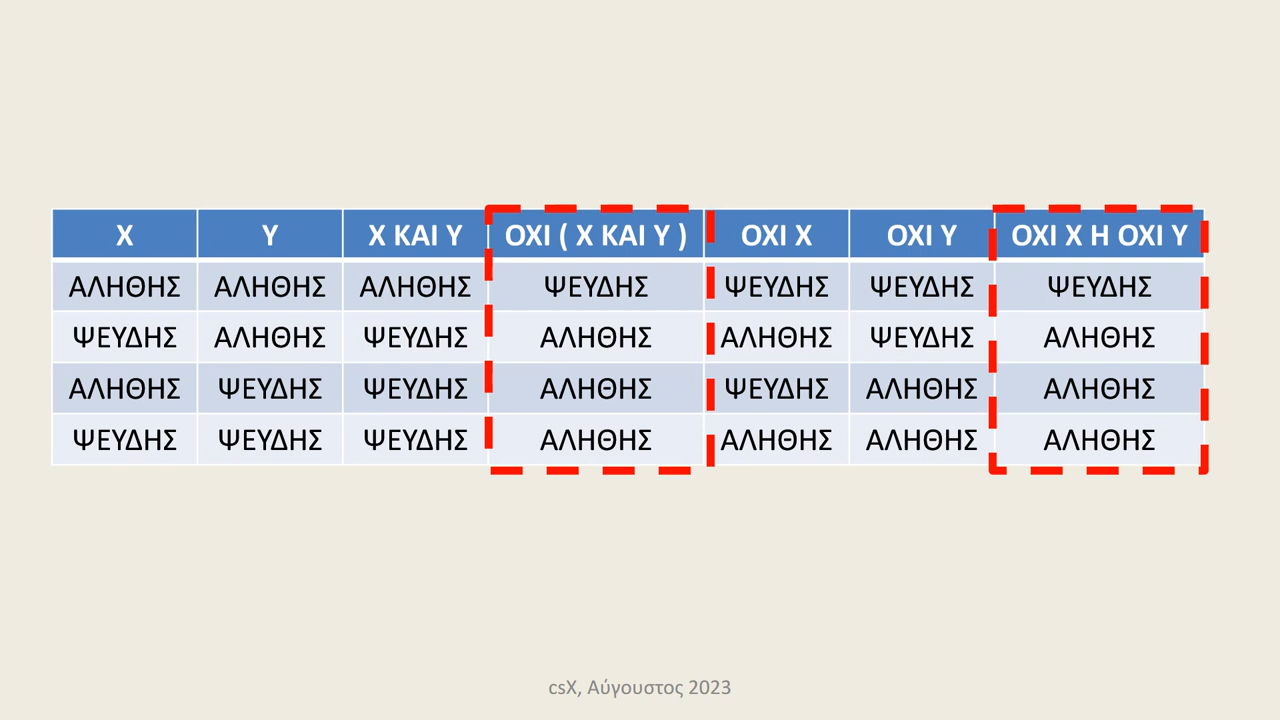 X Y X ΚΑΙ Y ΟΧΙ ( X ΚΑΙ Y ) ΟΧΙ X ΟΧΙ Y ΟΧΙ X Η ΟΧΙ Y
ΑΛΗΘΗΣ ΑΛΗΘΗΣ ΑΛΗΘΗΣ ΨΕΥΔΗΣ ΨΕΥΔΗΣ ΨΕΥΔΗΣ ΨΕΥΔΗΣ
ΨΕΥΔΗΣ ΑΛΗΘΗΣ ΨΕΥΔΗΣ ΑΛΗΘΗΣ ΑΛΗΘΗΣ ΨΕΥΔΗΣ ΑΛΗΘΗΣ
ΑΛΗΘΗΣ ΨΕΥΔΗΣ ΨΕΥΔΗΣ ΑΛΗΘΗΣ ΨΕΥΔΗΣ ΑΛΗΘΗΣ ΑΛΗΘΗΣ
ΨΕΥΔΗΣ ΨΕΥΔΗΣ ΨΕΥΔΗΣ ΑΛΗΘΗΣ ΑΛΗΘΗΣ ΑΛΗΘΗΣ ΑΛΗΘΗΣ
csX, Αύγουστος 2023